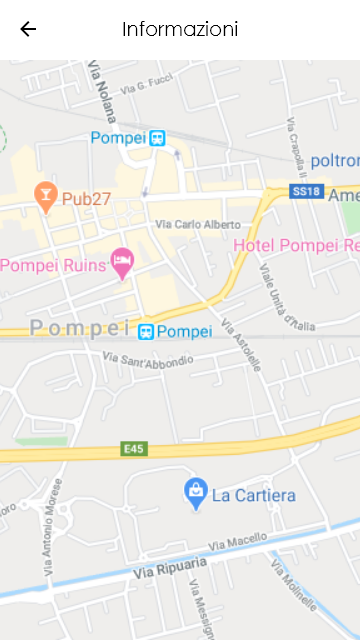 Informazioni
Via Nolana
Via G. Fucci
Pompei
Via Crapolla II
poltron
Pub27
SS18
Ame
Via Carlo Alberto
Hotel Pompei Re
Pompei Ruins
Viale Unità d'Italia
Pompei
Pompei
Via Astolelle
Via Sant'Abbondio
E45
La Cartiera
Via Antonio Morese
oro
Via Macello
Via Ripuaria
Via Molinelle
Via Messign